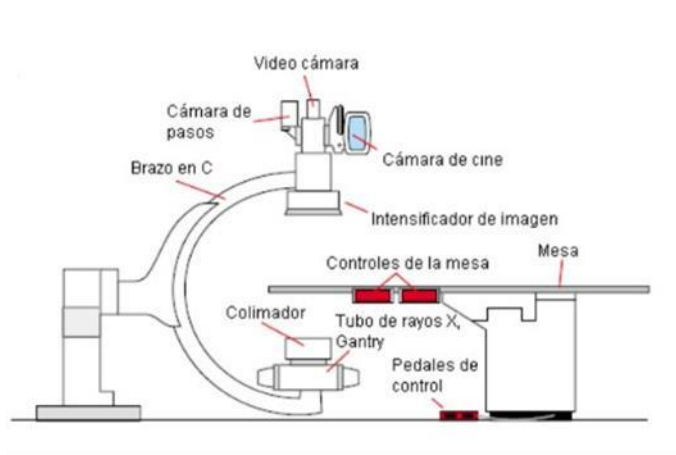 Video cámara
Cámara de
pasos
Cámara de cine
Brazo en C
Intensificador de imagen
Mesa
Controles de la mesa
Colimador
Tubo de rayos X,
Gantry
Pedales de
control